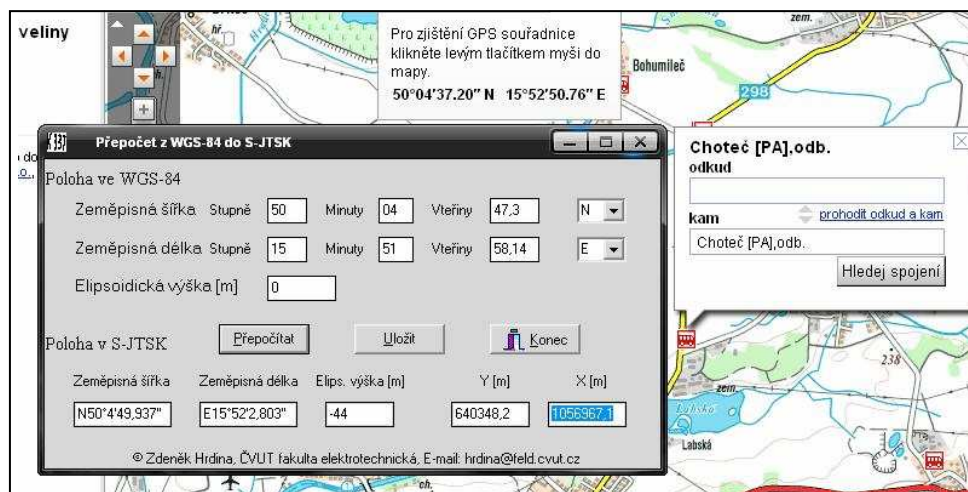 veliny
hř.
zem.
Pro zjištění GPS souřadnice
klikněte levým tlačítkem myši do
mapy.
50°04'37.20" N 15°52'50.76" E
Bohumileč
298
Přepočet z WGS-84 do S-JTSK
Choteč [PA],odb.
odkud
Poloha ve WGS-84
Zeměpisná šířka Stupně 50 Minuty 04 Vteřiny 47,3 N
kam
prohodit odkud a kam
Zeměpisná délka Stupně 15 Minuty 51 Vteřiny 58,14 E
Choteč [PA],odb.
Elipsoidická výška [m] 0
Hledej spojení
Poloha v S-JTSK
Přepočítat Uložit Konec
238
Zeměpisná šířka Zeměpisná délka Elips. výška [m] Y [m] X [m]
zem.
N50°4'49,937" E15°52'2,803" -44 640348,2 1056967,1
Labská
Labská
© Zdeněk Hrdina, ČVUT fakulta elektrotechnická, E-mail: hrdina@feld.cvut.cz
ch.